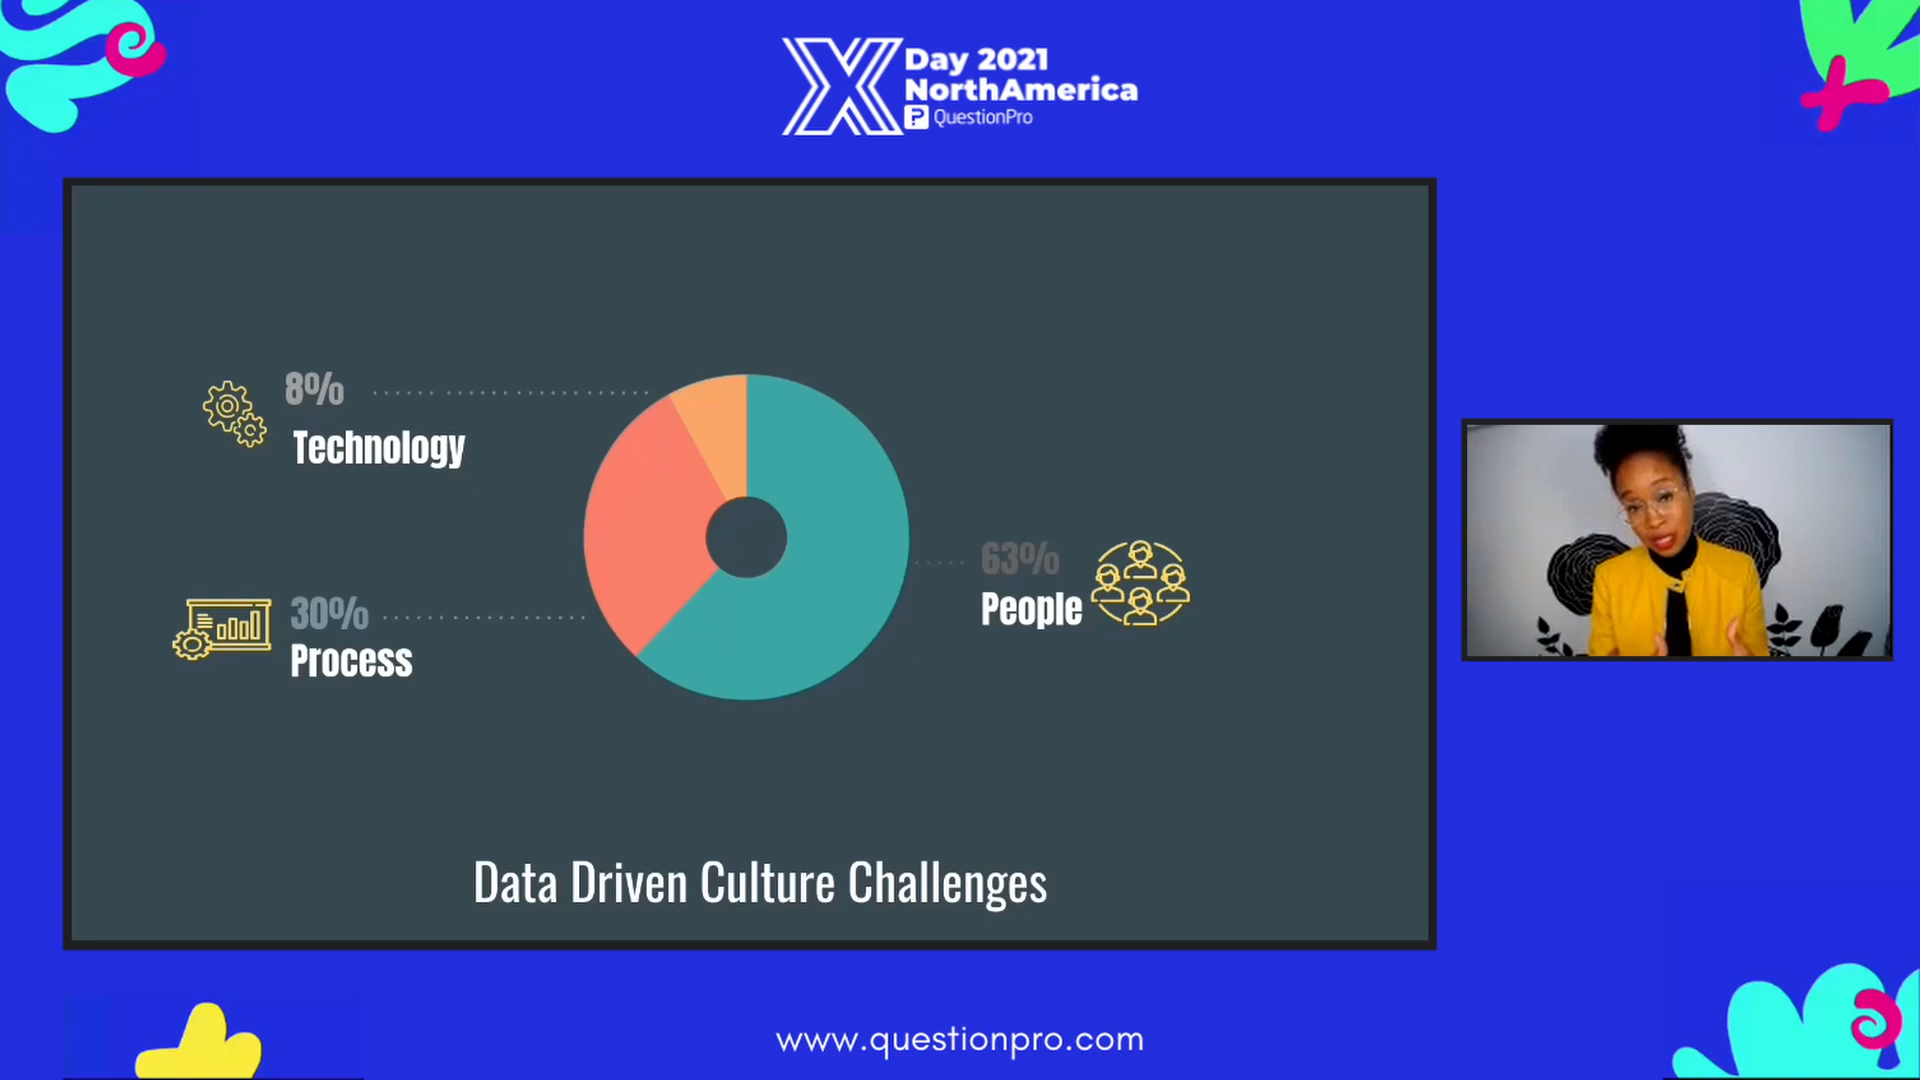 Day 2021
NorthAmerica
QuestionPro
8%
Technology
30%
Process
63%
People
Data Driven Culture Challenges
www.questionpro.com